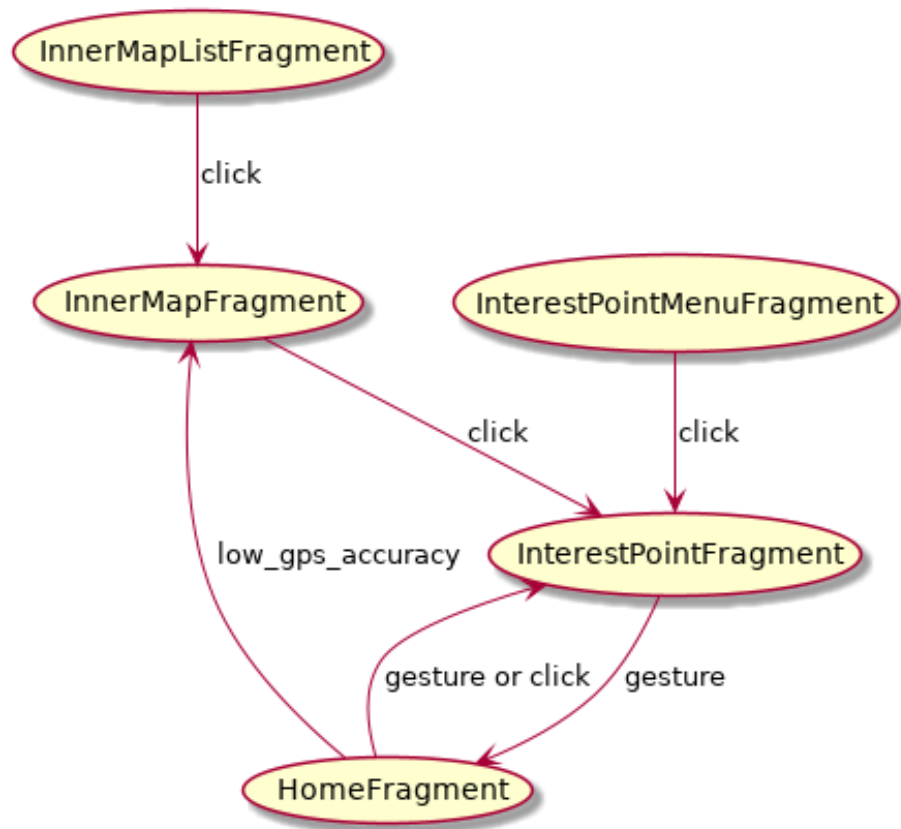 InnerMapListFragment
click
InnerMapFragment
InterestPointMenuFragment
click
click
InterestPointFragment
low_gps_accuracy
gesture or click
gesture
HomeFragment